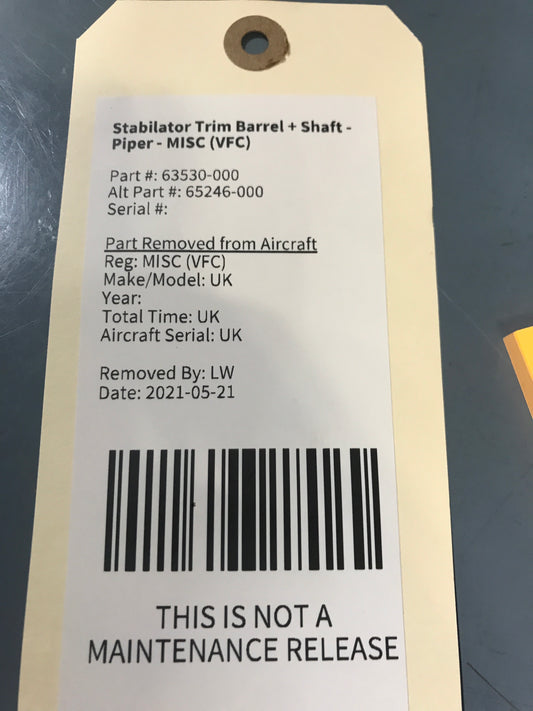 Stabilator Trim Barrel + Shaft -
Piper - MISC (VFC)
Part #: 63530-000
Alt Part #: 65246-000
Serial #:
Part Removed from Aircraft
Reg: MISC (VFC)
Make/Model: UK
Year:
Total Time: UK
Aircraft Serial: UK
Removed By: LW
Date: 2021-05-21
THIS IS NOT A
MAINTENANCE RELEASE